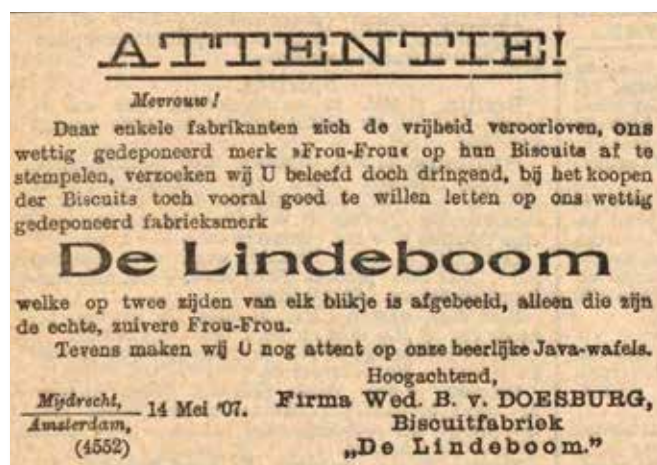 ATTENTIE!
Mevrouw!
Daar enkele fabrikanten zich de vrijheid veroorloven, ons
wettig gedeponeerd merk »Frou-Frou« op hun Biscuits af te
stempelen, verzoeken wij U beleefd doch dringend, bij het koopen
der Biscuits toch vooral goed te willen letten op ons wettig
gedeponeerd fabrieksmerk
De Lindeboom
welke op twee zijden van elk blikje is afgebeeld, alleen die zijn
de echte, zuivere Frou-Frou.
Tevens maken wij U nog attent op onze heerlijke Java-wafels.
Hoogachtend,
Mijdrecht, 14 Mei '07. Firma Wed. B. v. DOESBURG,
Amsterdam, Biscuitfabriek
(4552) „De Lindeboom.”